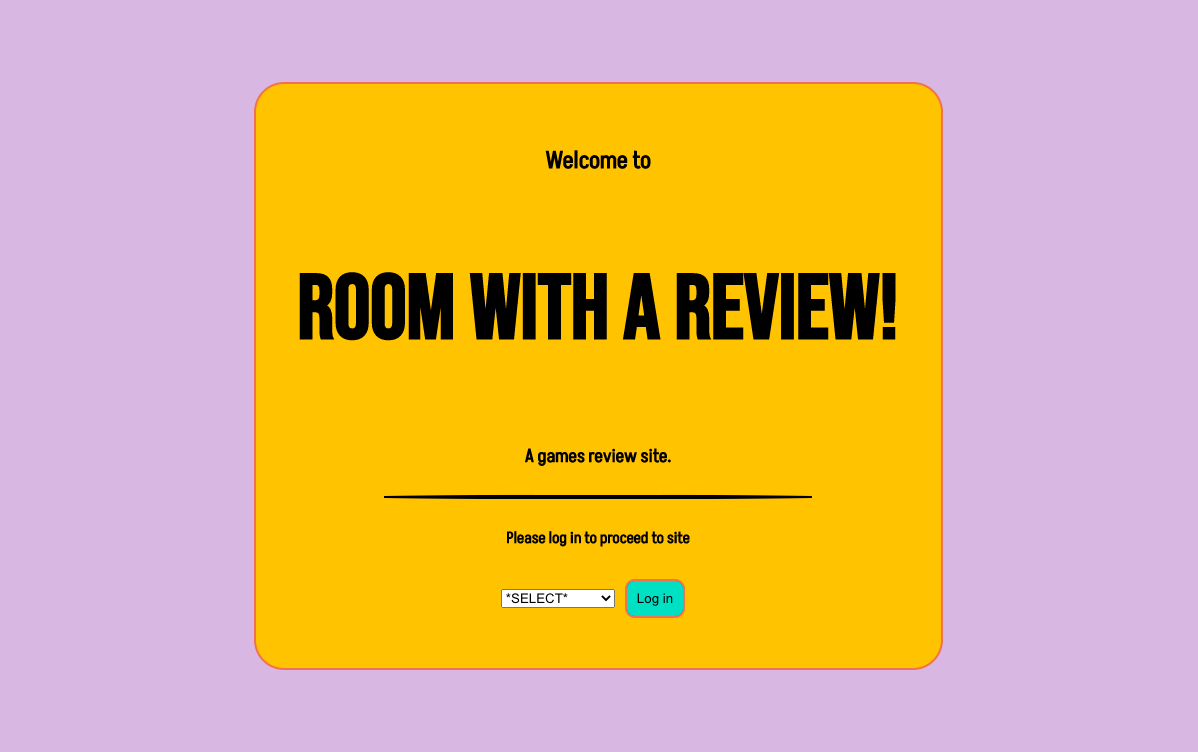 Welcome to
ROOM WITH A REVIEW!
A games review site.
Please log in to proceed to site
*SELECT* Log in